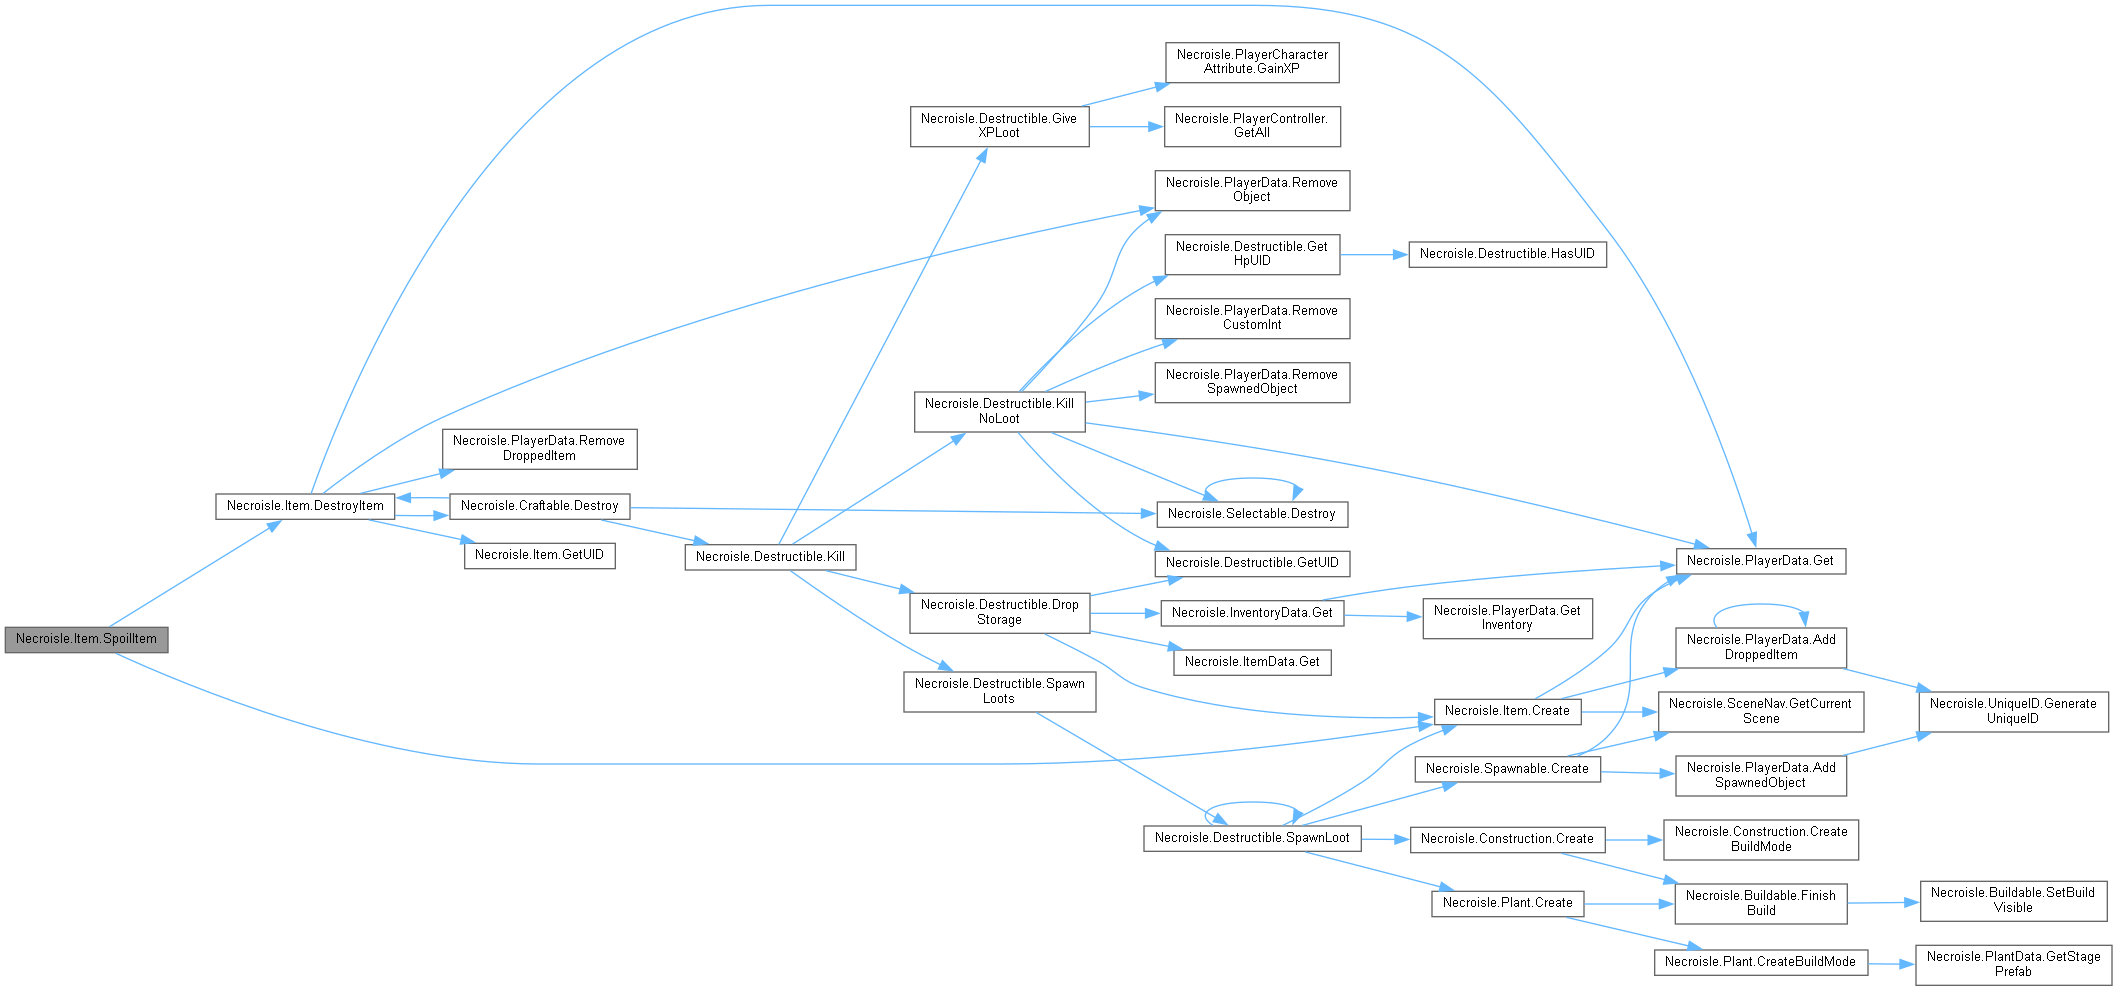 Necroisle.PlayerCharacter
Attribute.GainXP
Necroisle.Destructible.Give
XPLoot
Necroisle.PlayerController.
GetAll
Necroisle.PlayerData.Remove
Object
Necroisle.Destructible.Get
HpUID
Necroisle.Destructible.HasUID
Necroisle.PlayerData.Remove
CustomInt
Necroisle.PlayerData.Remove
SpawnedObject
Necroisle.Destructible.Kill
NoLoot
Necroisle.PlayerData.Remove
DroppedItem
Necroisle.Item.DestroyItem
Necroisle.Craftable.Destroy
Necroisle.Selectable.Destroy
Necroisle.Item.GetUID
Necroisle.Destructible.Kill
Necroisle.Destructible.GetUID
Necroisle.PlayerData.Get
Necroisle.Destructible.Drop
Storage
Necroisle.InventoryData.Get
Necroisle.PlayerData.Get
Inventory
Necroisle.Item.SpoilItem
Necroisle.PlayerData.Add
DroppedItem
Necroisle.ItemData.Get
Necroisle.Destructible.Spawn
Loots
Necroisle.Item.Create
Necroisle.SceneNav.GetCurrent
Scene
Necroisle.UniqueID.Generate
UniqueID
Necroisle.Spawnable.Create
Necroisle.PlayerData.Add
SpawnedObject
Necroisle.Destructible.SpawnLoot
Necroisle.Construction.Create
Necroisle.Construction.Create
BuildMode
Necroisle.Plant.Create
Necroisle.Buildable.Finish
Build
Necroisle.Buildable.SetBuild
Visible
Necroisle.Plant.CreateBuildMode
Necroisle.PlantData.GetStage
Prefab